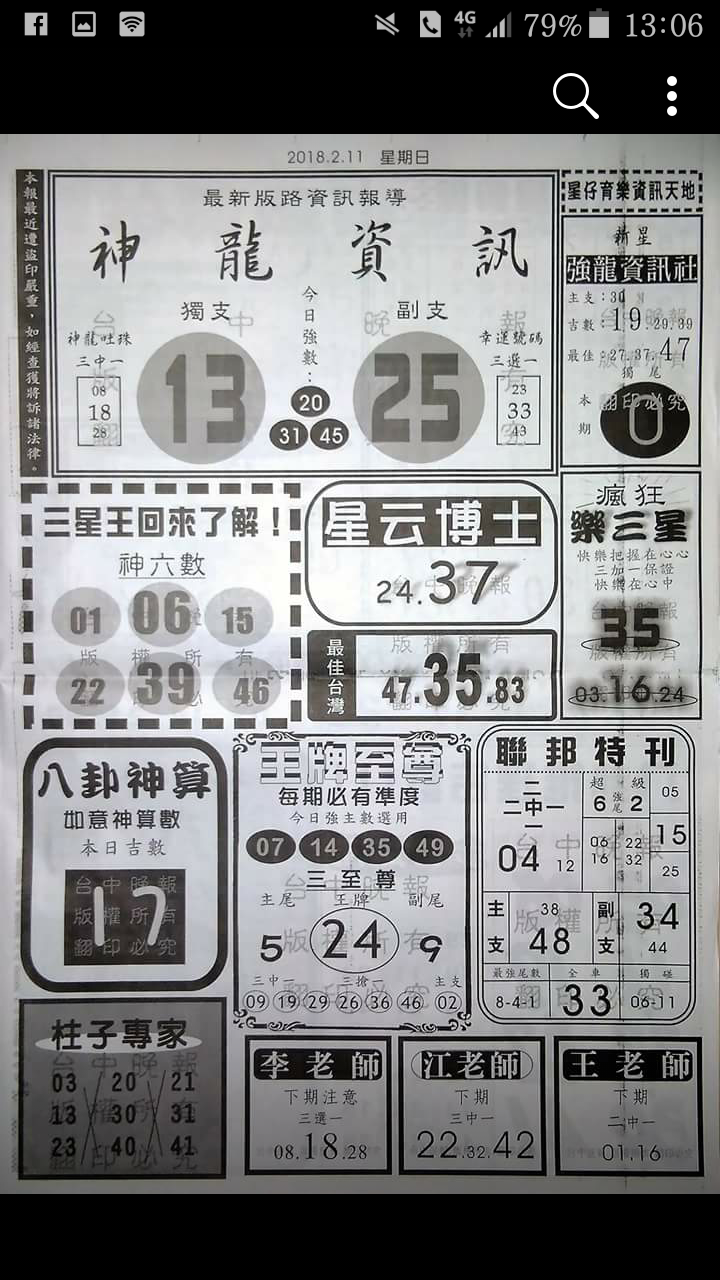 4G 79% 13:06
2018.2.11 星期日
本報最近遭盜印嚴重，如經查獲將訴諸法律。
最新版路資訊報導
神龍資訊
獨支
今日強數：
副支
神龍吐珠
三中一
08
18
28
13
20
31 45
25
幸運號碼
三選一
23
33
43
星仔育樂資訊天地
新星
強龍資訊社
主支：30
吉數：19.29.39
最佳：27.37.47
獨尾
本期
0
三星王回來了解！
神六數
01 06 15
22 39 46
星云博士
24.37
最佳台灣
47.35.83
瘋狂
樂三星
快樂把握在心心
三加一保證
快樂在心中
35
03.16.24
八卦神算
如意神算數
本日吉數
17
王牌至尊
每期必有準度
今日強主數選用
07 14 35 49
三至尊
主尾 王牌 副尾
5 24 9
三中一 三搶一 主支
09 19 29 26 36 46 02
聯邦特刊
二
二中一
一
04 12
超級
6 強尾 2
06 22
16 32
05
15
25
主支
38
48
副支
34
44
最強尾數 全車 獨碰
8-4-1 33 06-11
柱子專家
03 20 21
13 30 31
23 40 41
李老師
下期注意
三選一
08.18.28
江老師
下期
三中一
22.32.42
王老師
下期
二中一
01.16
台中晚報
版權所有
翻印必究